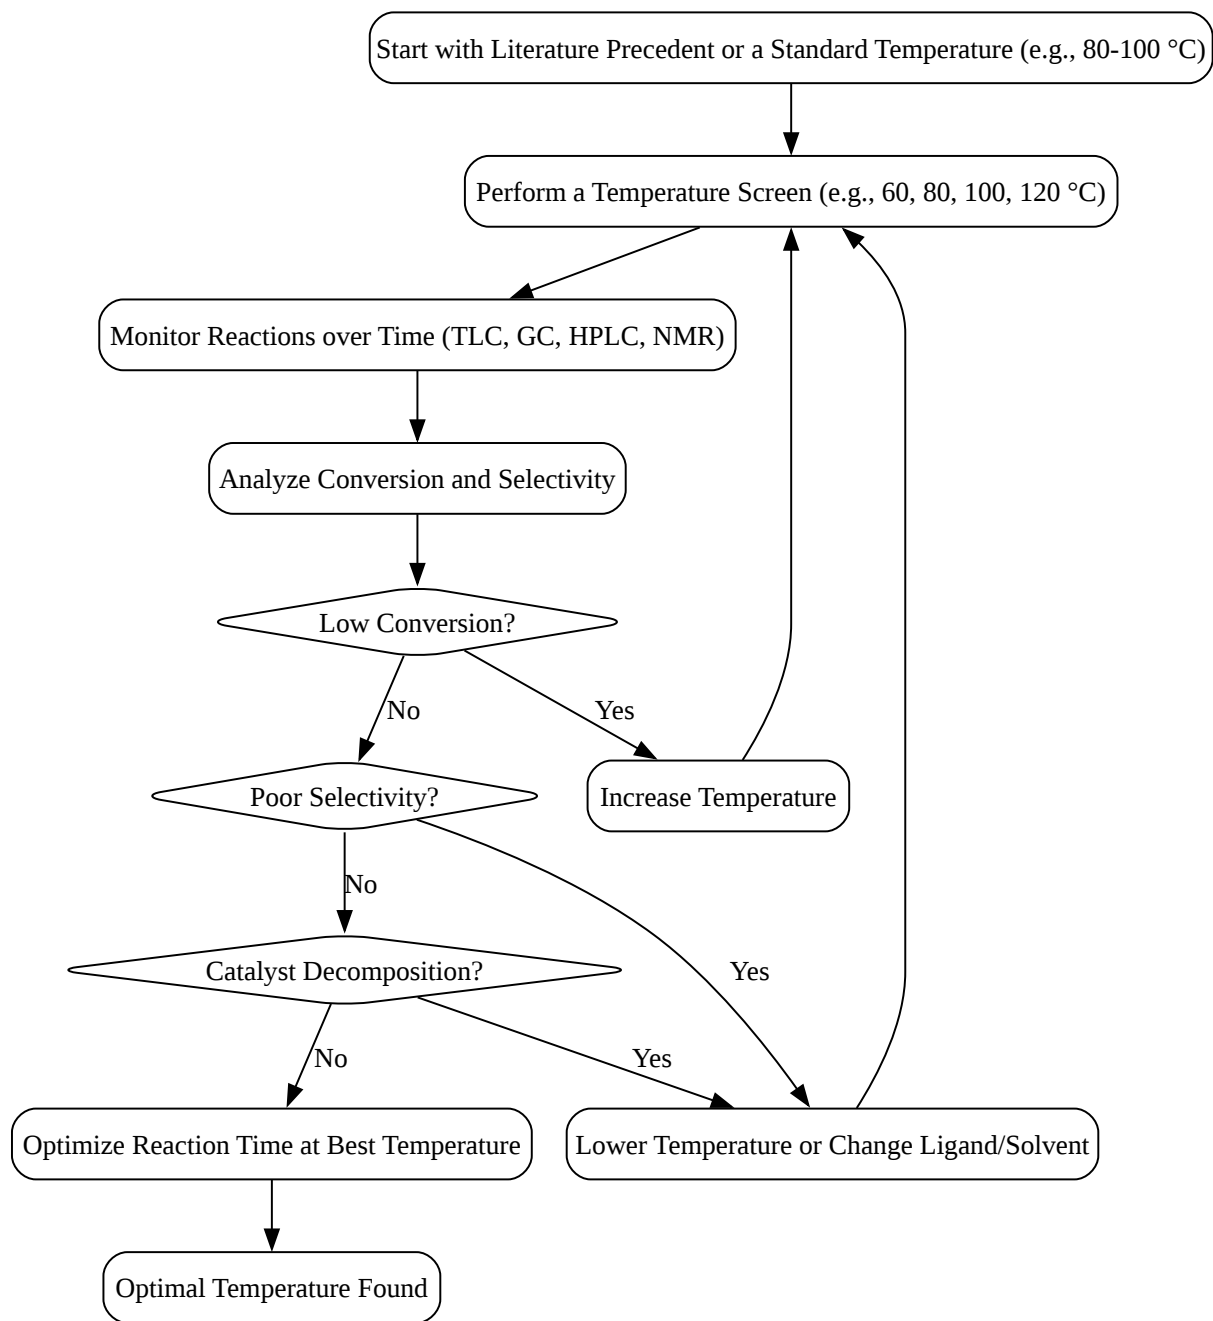 Start with Literature Precedent or a Standard Temperature (e.g., 80-100 °C)
Perform a Temperature Screen (e.g., 60, 80, 100, 120 °C)
Monitor Reactions over Time (TLC, GC, HPLC, NMR)
Analyze Conversion and Selectivity
Low Conversion?
No
Yes
Poor Selectivity?
Increase Temperature
No
Yes
Catalyst Decomposition?
No
Yes
Optimize Reaction Time at Best Temperature
Lower Temperature or Change Ligand/Solvent
Optimal Temperature Found